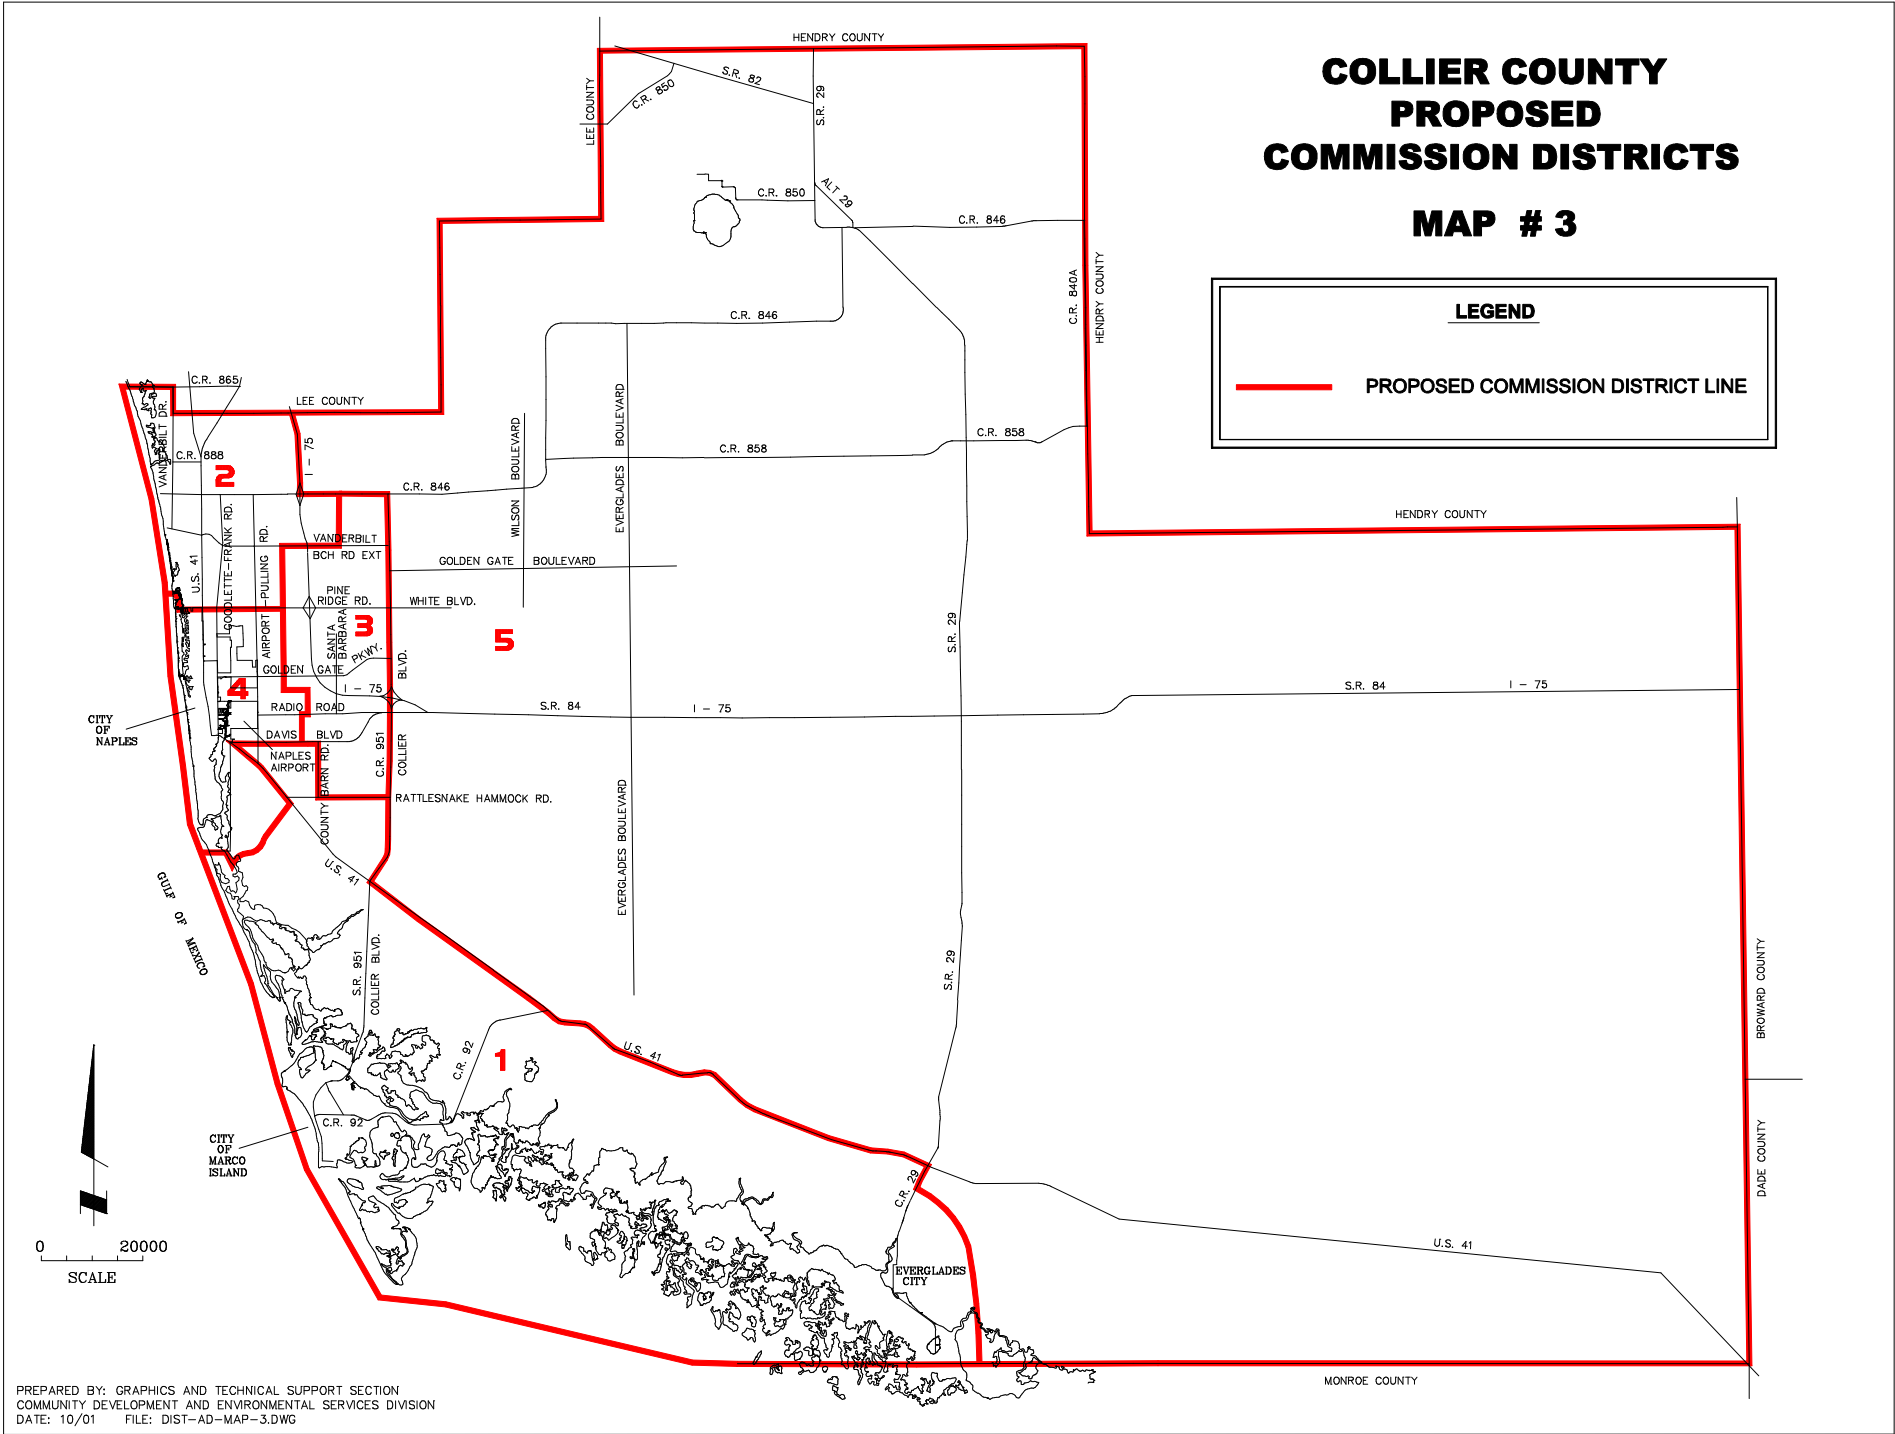 COLLIER COUNTY
PROPOSED
COMMISSION DISTRICTS
MAP # 3
LEGEND
PROPOSED COMMISSION DISTRICT LINE
HENDRY COUNTY
LEE COUNTY
C.R. 850
S.R. 82
S.R. 29
C.R. 850
ALT 29
C.R. 846
C.R. 840A
HENDRY COUNTY
C.R. 846
C.R. 865
LEE COUNTY
VANDERBILT DR.
C.R. 888
2
I - 75
C.R. 846
WILSON BOULEVARD
EVERGLADES BOULEVARD
C.R. 858
C.R. 858
HENDRY COUNTY
U.S. 41
GOODLETTE-FRANK RD.
AIRPORT-PULLING RD.
VANDERBILT
BCH RD EXT
GOLDEN GATE BOULEVARD
PINE
RIDGE RD.
WHITE BLVD.
SANTA
BARBARA
3
5
4
GOLDEN GATE PKWY.
BLVD.
I - 75
RADIO ROAD
S.R. 84
I - 75
S.R. 84
I - 75
S.R. 29
CITY
OF
NAPLES
DAVIS BLVD
NAPLES
AIRPORT
COUNTY BARN RD.
C.R. 951
COLLIER
RATTLESNAKE HAMMOCK RD.
EVERGLADES BOULEVARD
U.S. 41
GULF OF MEXICO
S.R. 951
COLLIER BLVD.
S.R. 29
BROWARD COUNTY
C.R. 92
1
U.S. 41
C.R. 92
CITY
OF
MARCO
ISLAND
DADE COUNTY
C.R. 29
U.S. 41
EVERGLADES
CITY
0 20000
SCALE
MONROE COUNTY
PREPARED BY: GRAPHICS AND TECHNICAL SUPPORT SECTION
COMMUNITY DEVELOPMENT AND ENVIRONMENTAL SERVICES DIVISION
DATE: 10/01 FILE: DIST-AD-MAP-3.DWG